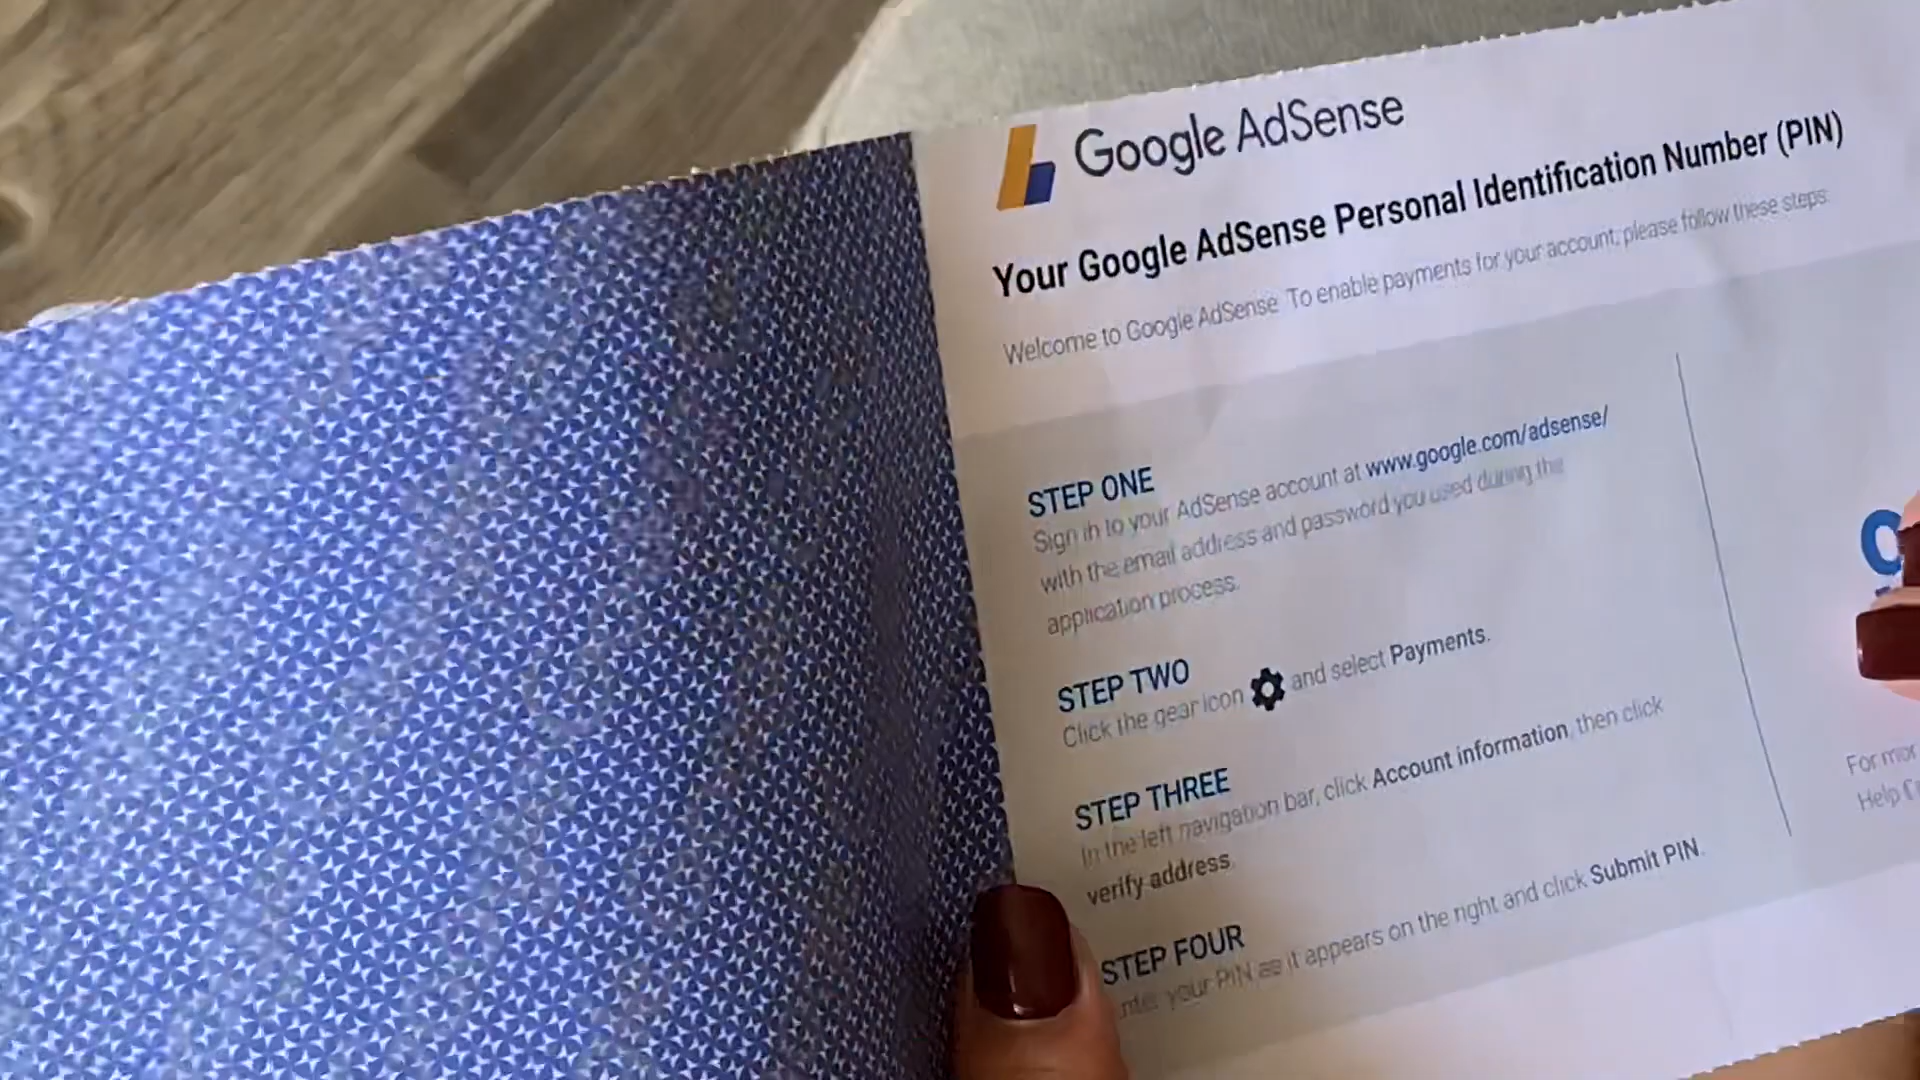 Google AdSense
Your Google AdSense Personal Identification Number (PIN)
Welcome to Google AdSense. To enable payments for your account, please follow these steps:
STEP ONE
Sign in to your AdSense account at www.google.com/adsense/
with the email address and password you used during the
application process.
STEP TWO
Click the gear icon and select Payments.
STEP THREE
In the left navigation bar, click Account information, then click
verify address.
STEP FOUR
your PIN as it appears on the right and click Submit PIN.
For mor
Help